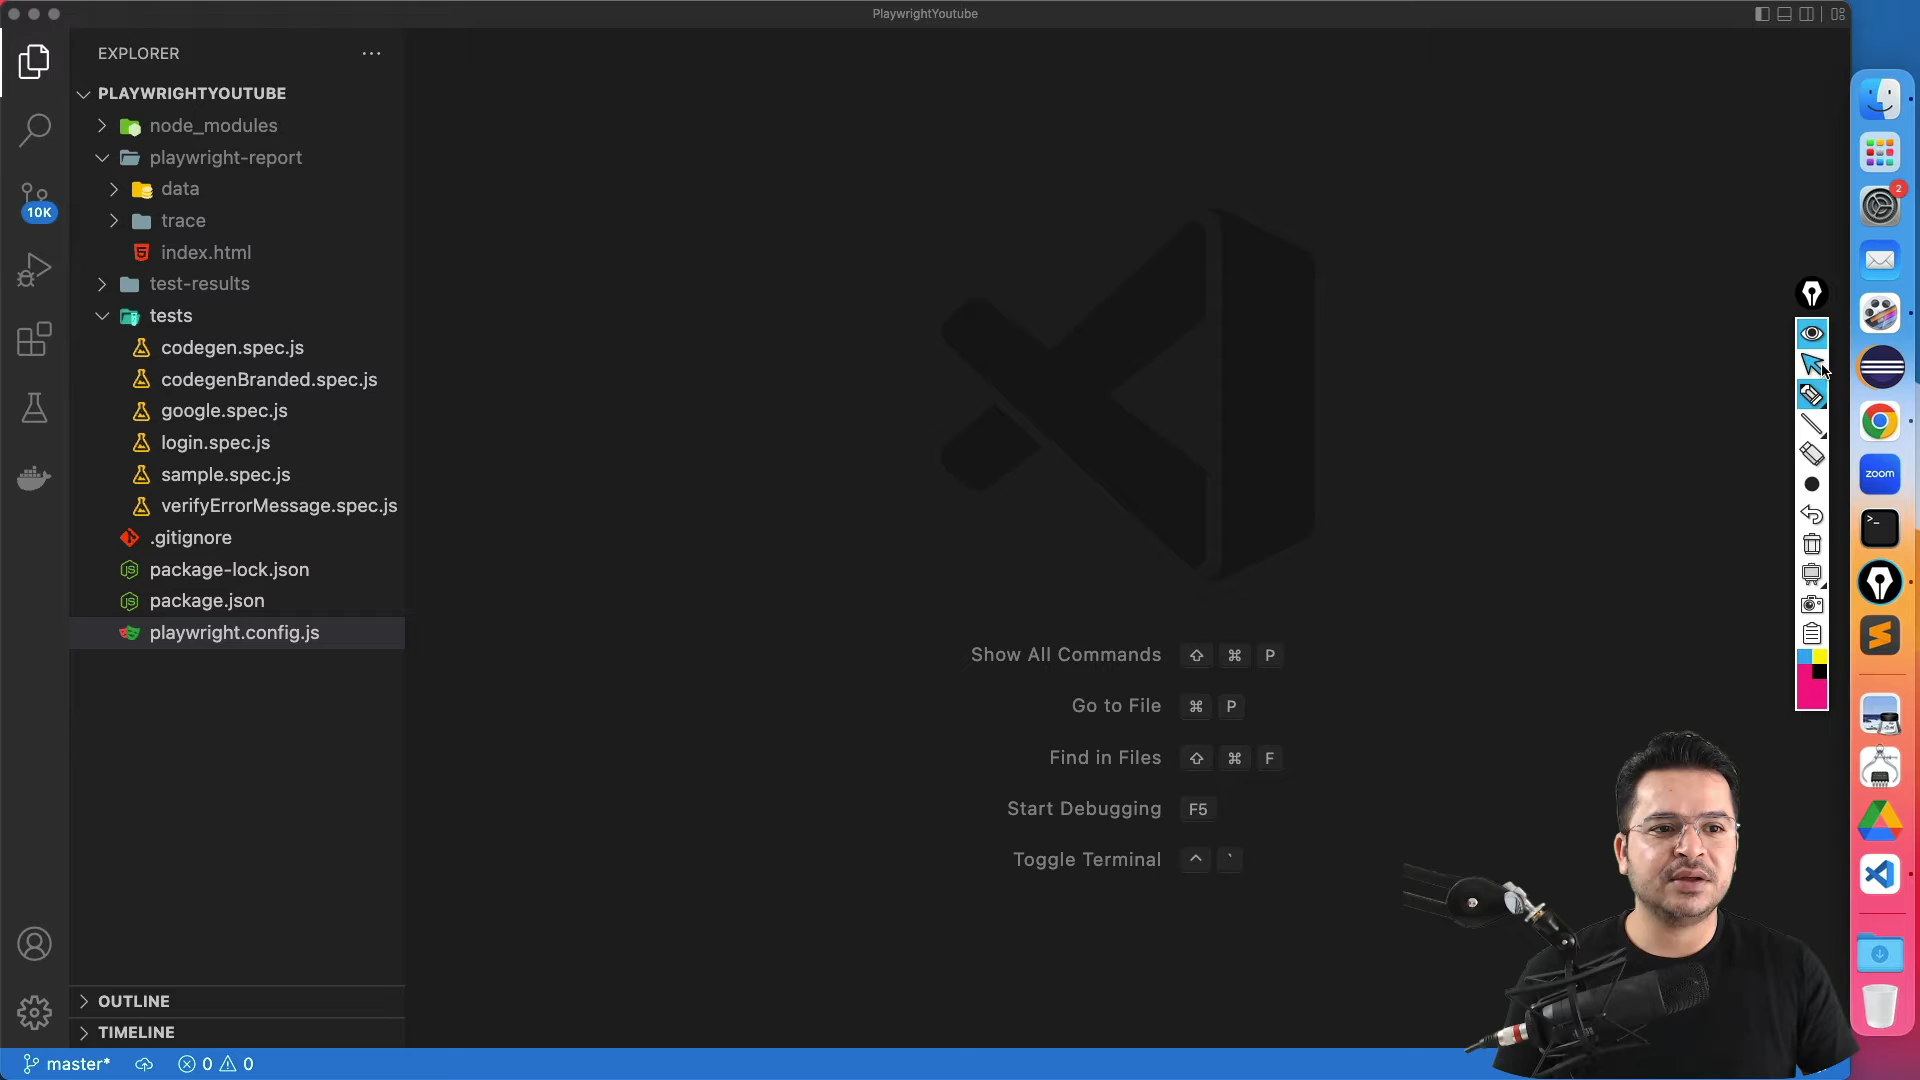 PlaywrightYoutube
EXPLORER
PLAYWRIGHTYOUTUBE
node_modules
playwright-report
data
trace
index.html
test-results
tests
codegen.spec.js
codegenBranded.spec.js
google.spec.js
login.spec.js
sample.spec.js
verifyErrorMessage.spec.js
.gitignore
package-lock.json
package.json
playwright.config.js
10K
Show All Commands ⇧ ⌘ P
Go to File ⌘ P
Find in Files ⇧ ⌘ F
Start Debugging F5
Toggle Terminal ^ `
OUTLINE
TIMELINE
master* 0 0
2
zoom